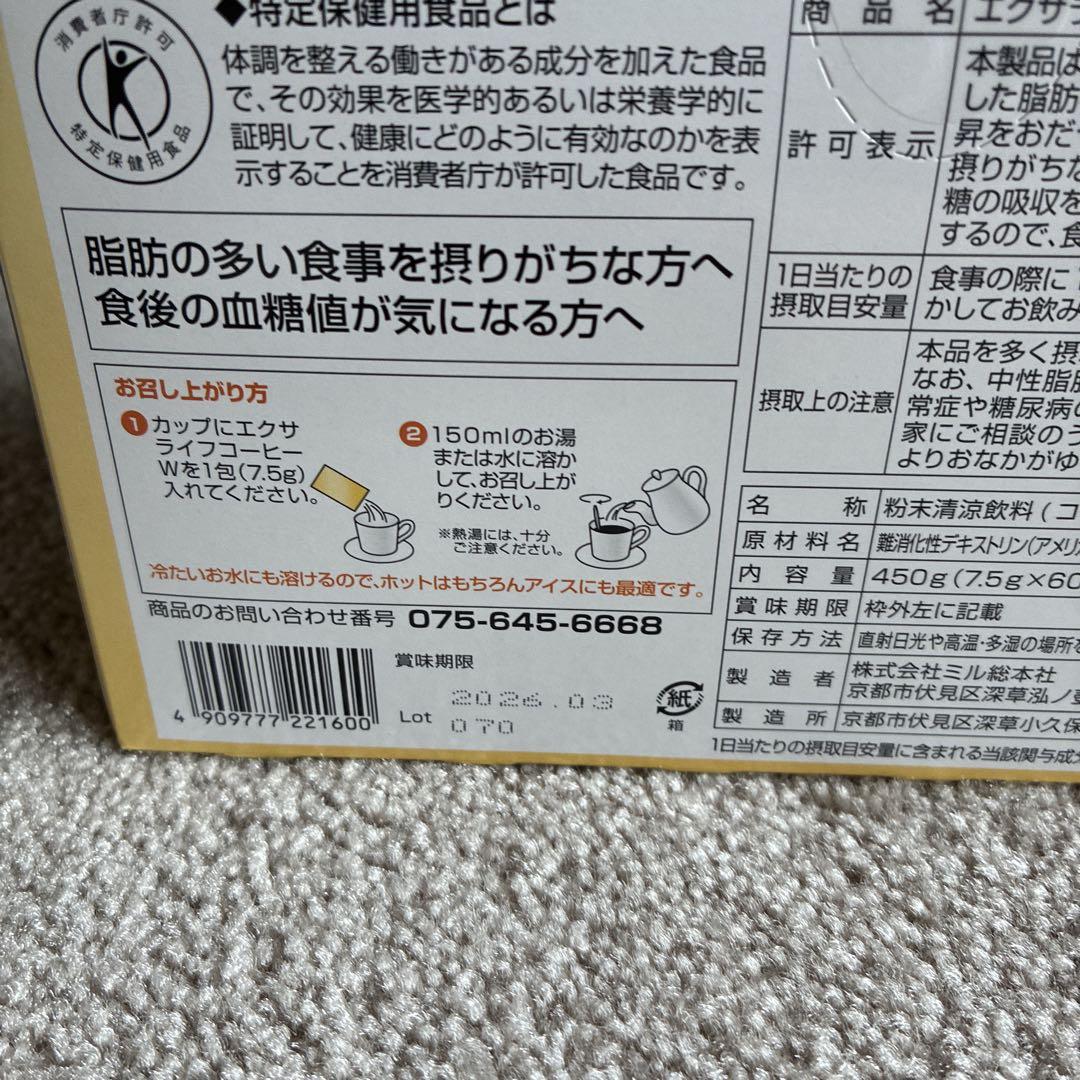 ◆特定保健用食品とは
消費者庁許可
特定保健用食品
体調を整える働きがある成分を加えた食品
で、その効果を医学的あるいは栄養学的に
証明して、健康にどのように有効なのかを表
示することを消費者庁が許可した食品です。
脂肪の多い食事を摂りがちな方へ
食後の血糖値が気になる方へ
お召し上がり方
1 カップにエクサ
ライフコーヒー
Wを1包(7.5g)
入れてください。
2 150mlのお湯
または水に溶か
して、お召し上が
りください。
※熱湯には、十分
ご注意ください。
冷たいお水にも溶けるので、ホットはもちろんアイスにも最適です。
商品のお問い合わせ番号 075-645-6668
4 909777 221600
賞味期限
2026.03
Lot 070
紙
箱
商品名 エクサラ
許可表示 本製品は
した脂肪
昇をおだ
摂りがちな
糖の吸収を
するので、食
1日当たりの
摂取目安量
食事の際に1
かしてお飲み
摂取上の注意
本品を多く摂
なお、中性脂肪
常症や糖尿病の
家にご相談のう
よりおなかがゆ
名称 粉末清涼飲料(コ
原材料名 難消化性デキストリン(アメリカ
内容量 450g(7.5g×60
賞味期限 枠外左に記載
保存方法 直射日光や高温・多湿の場所を
製造者 株式会社ミル総本社
京都市伏見区深草泓ノ壺
製造所 京都市伏見区深草小久保
1日当たりの摂取目安量に含まれる当該関与成分